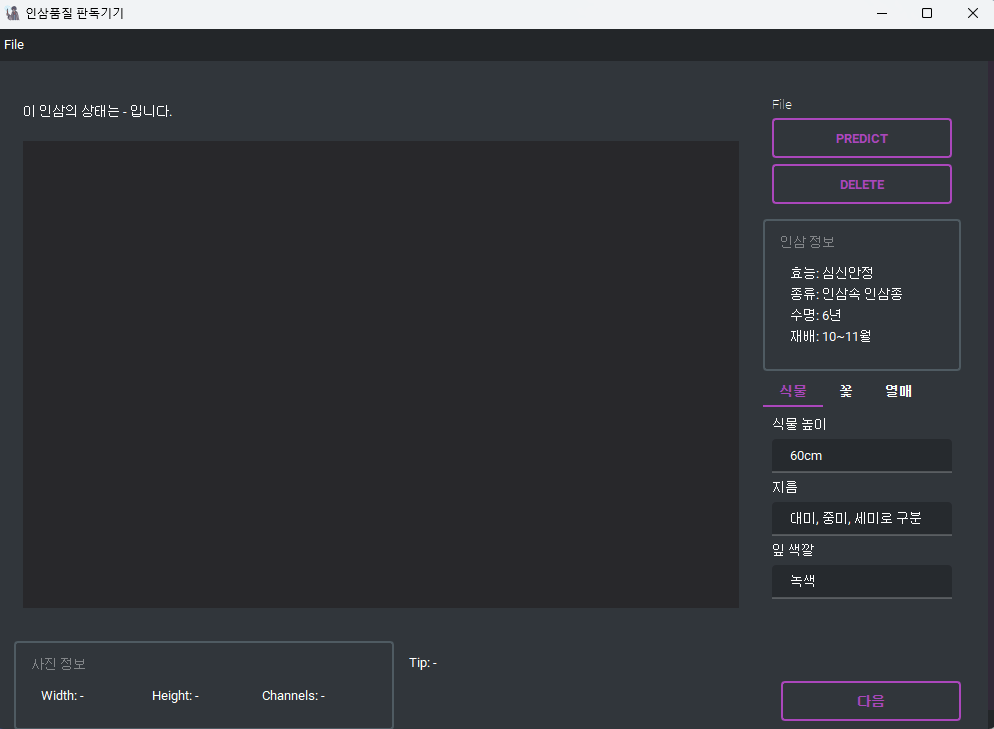 인삼품질 판독기기
File
이 인삼의 상태는 - 입니다.
File
PREDICT
DELETE
인삼 정보
효능: 심신안정
종류: 인삼속 인삼종
수명: 6년
재배: 10~11월
식물 꽃 열매
식물 높이
60cm
지름
대미, 중미, 세미로 구분
잎 색깔
녹색
사진 정보
Width: - Height: - Channels: -
Tip: -
다음